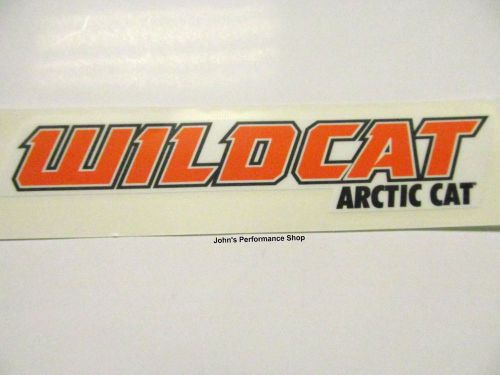 WILDCAT
ARCTIC CAT
John's Performance Shop